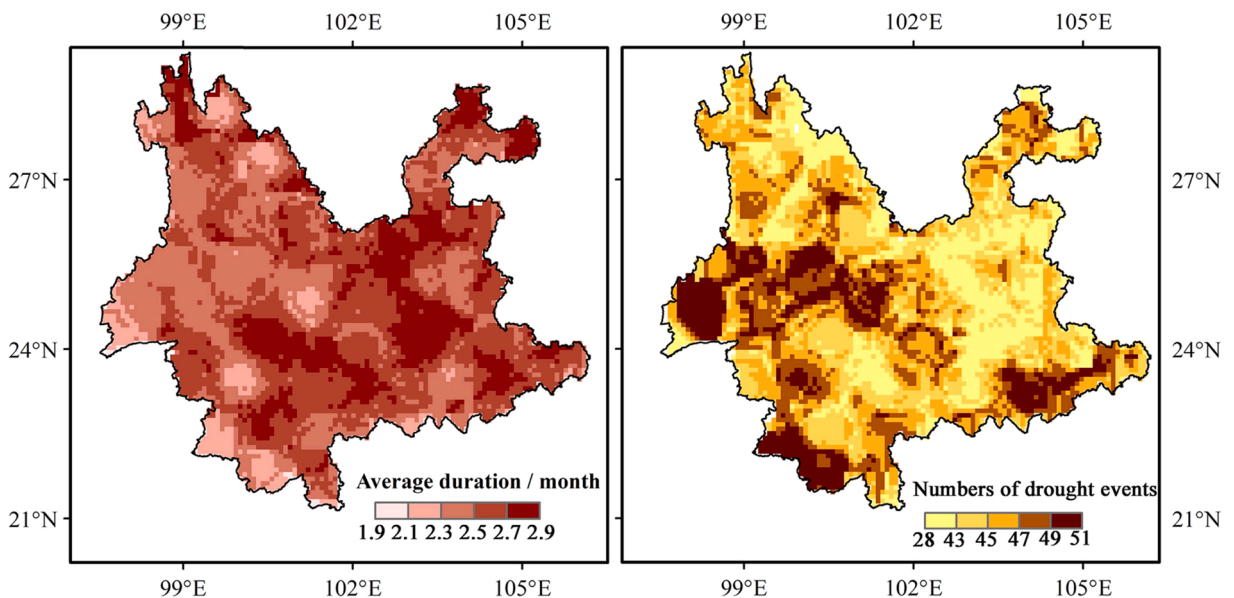 99°E 102°E 105°E 99°E 102°E 105°E
27°N 27°N
24°N 24°N
Average duration / month
1.9 2.1 2.3 2.5 2.7 2.9
Numbers of drought events
28 43 45 47 49 51
21°N 21°N
99°E 102°E 105°E 99°E 102°E 105°E